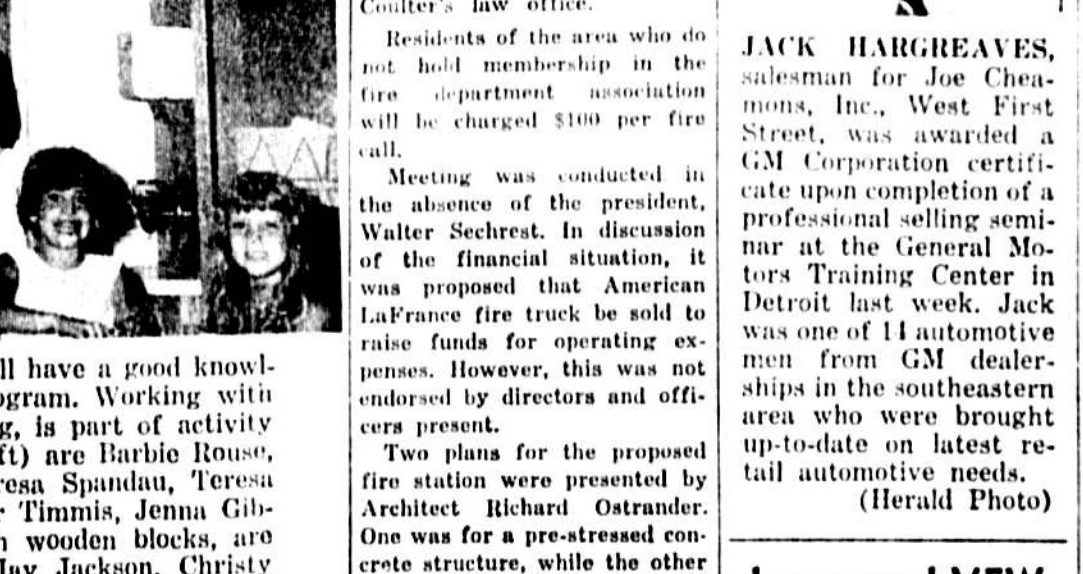 ll have a good knowl-
ogram. Working with
g, is part of activity
ft) are Barbie Rouse,
resa Spandau, Teresa
r Timmis, Jenna Gib-
n wooden blocks, are
Jay Jackson, Christy
Coulter's law office.
Residents of the area who do
not hold membership in the
fire department association
will be charged $100 per fire
call.
Meeting was conducted in
the absence of the president,
Walter Sechrest. In discussion
of the financial situation, it
was proposed that American
LaFrance fire truck be sold to
raise funds for operating ex-
penses. However, this was not
endorsed by directors and offi-
cers present.
Two plans for the proposed
fire station were presented by
Architect Richard Ostrander.
One was for a pre-stressed con-
crete structure, while the other
JACK HARGREAVES,
salesman for Joe Chea-
mons, Inc., West First
Street, was awarded a
GM Corporation certifi-
cate upon completion of a
professional selling semi-
nar at the General Mo-
tors Training Center in
Detroit last week. Jack
was one of 14 automotive
men from GM dealer-
ships in the southeastern
area who were brought
up-to-date on latest re-
tail automotive needs.
(Herald Photo)